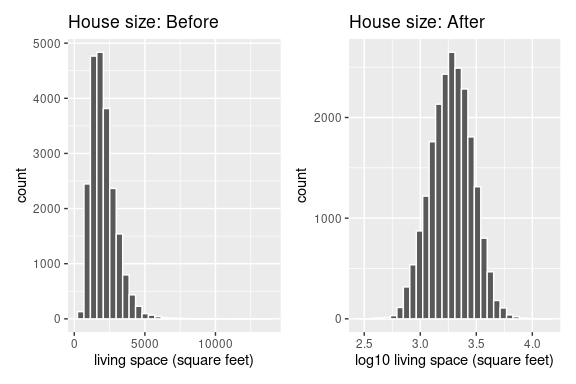 House size: Before
5000
4000
3000
2000
1000
0
count
0 5000 10000
living space (square feet)
House size: After
2000
1000
0
count
2.5 3.0 3.5 4.0
log10 living space (square feet)